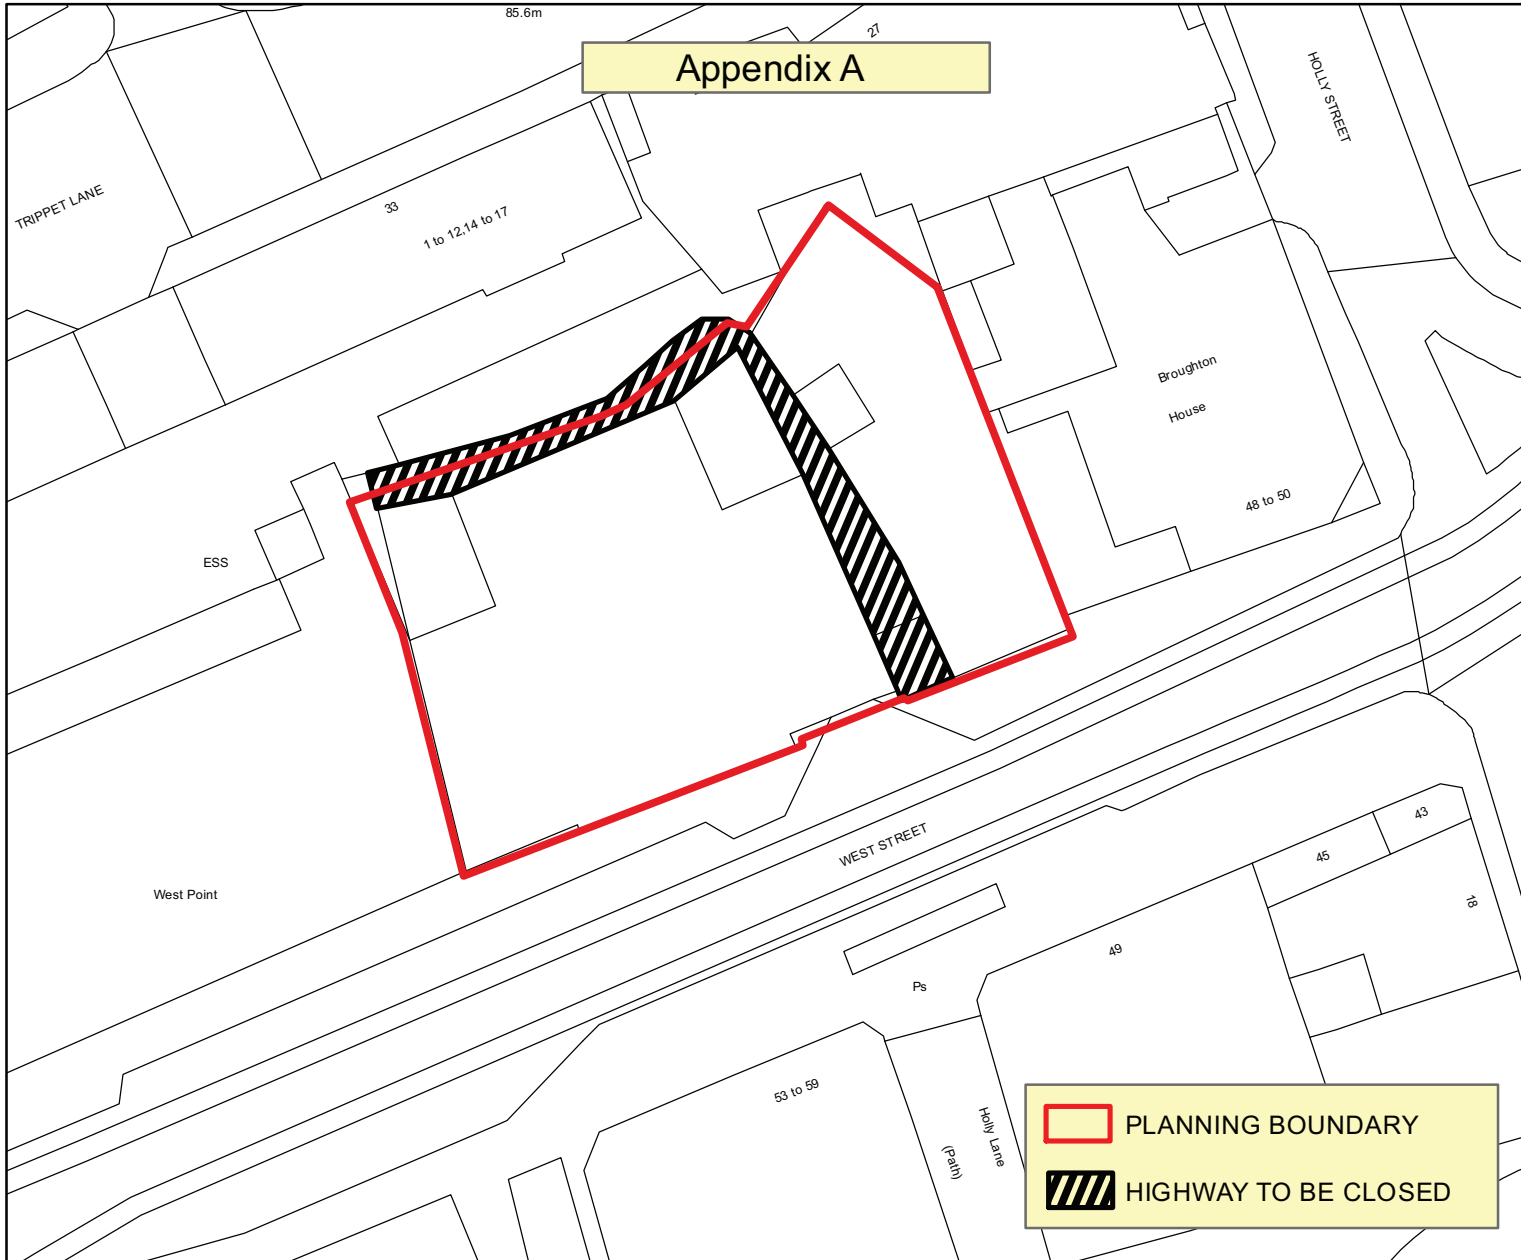 85.6m
27
Appendix A
HOLLY STREET
TRIPPET LANE
33
1 to 12,14 to 17
Broughton
House
48 to 50
ESS
WEST STREET
West Point
43
45
18
49
Ps
53 to 59
Holly Lane
(Path)
PLANNING BOUNDARY
HIGHWAY TO BE CLOSED